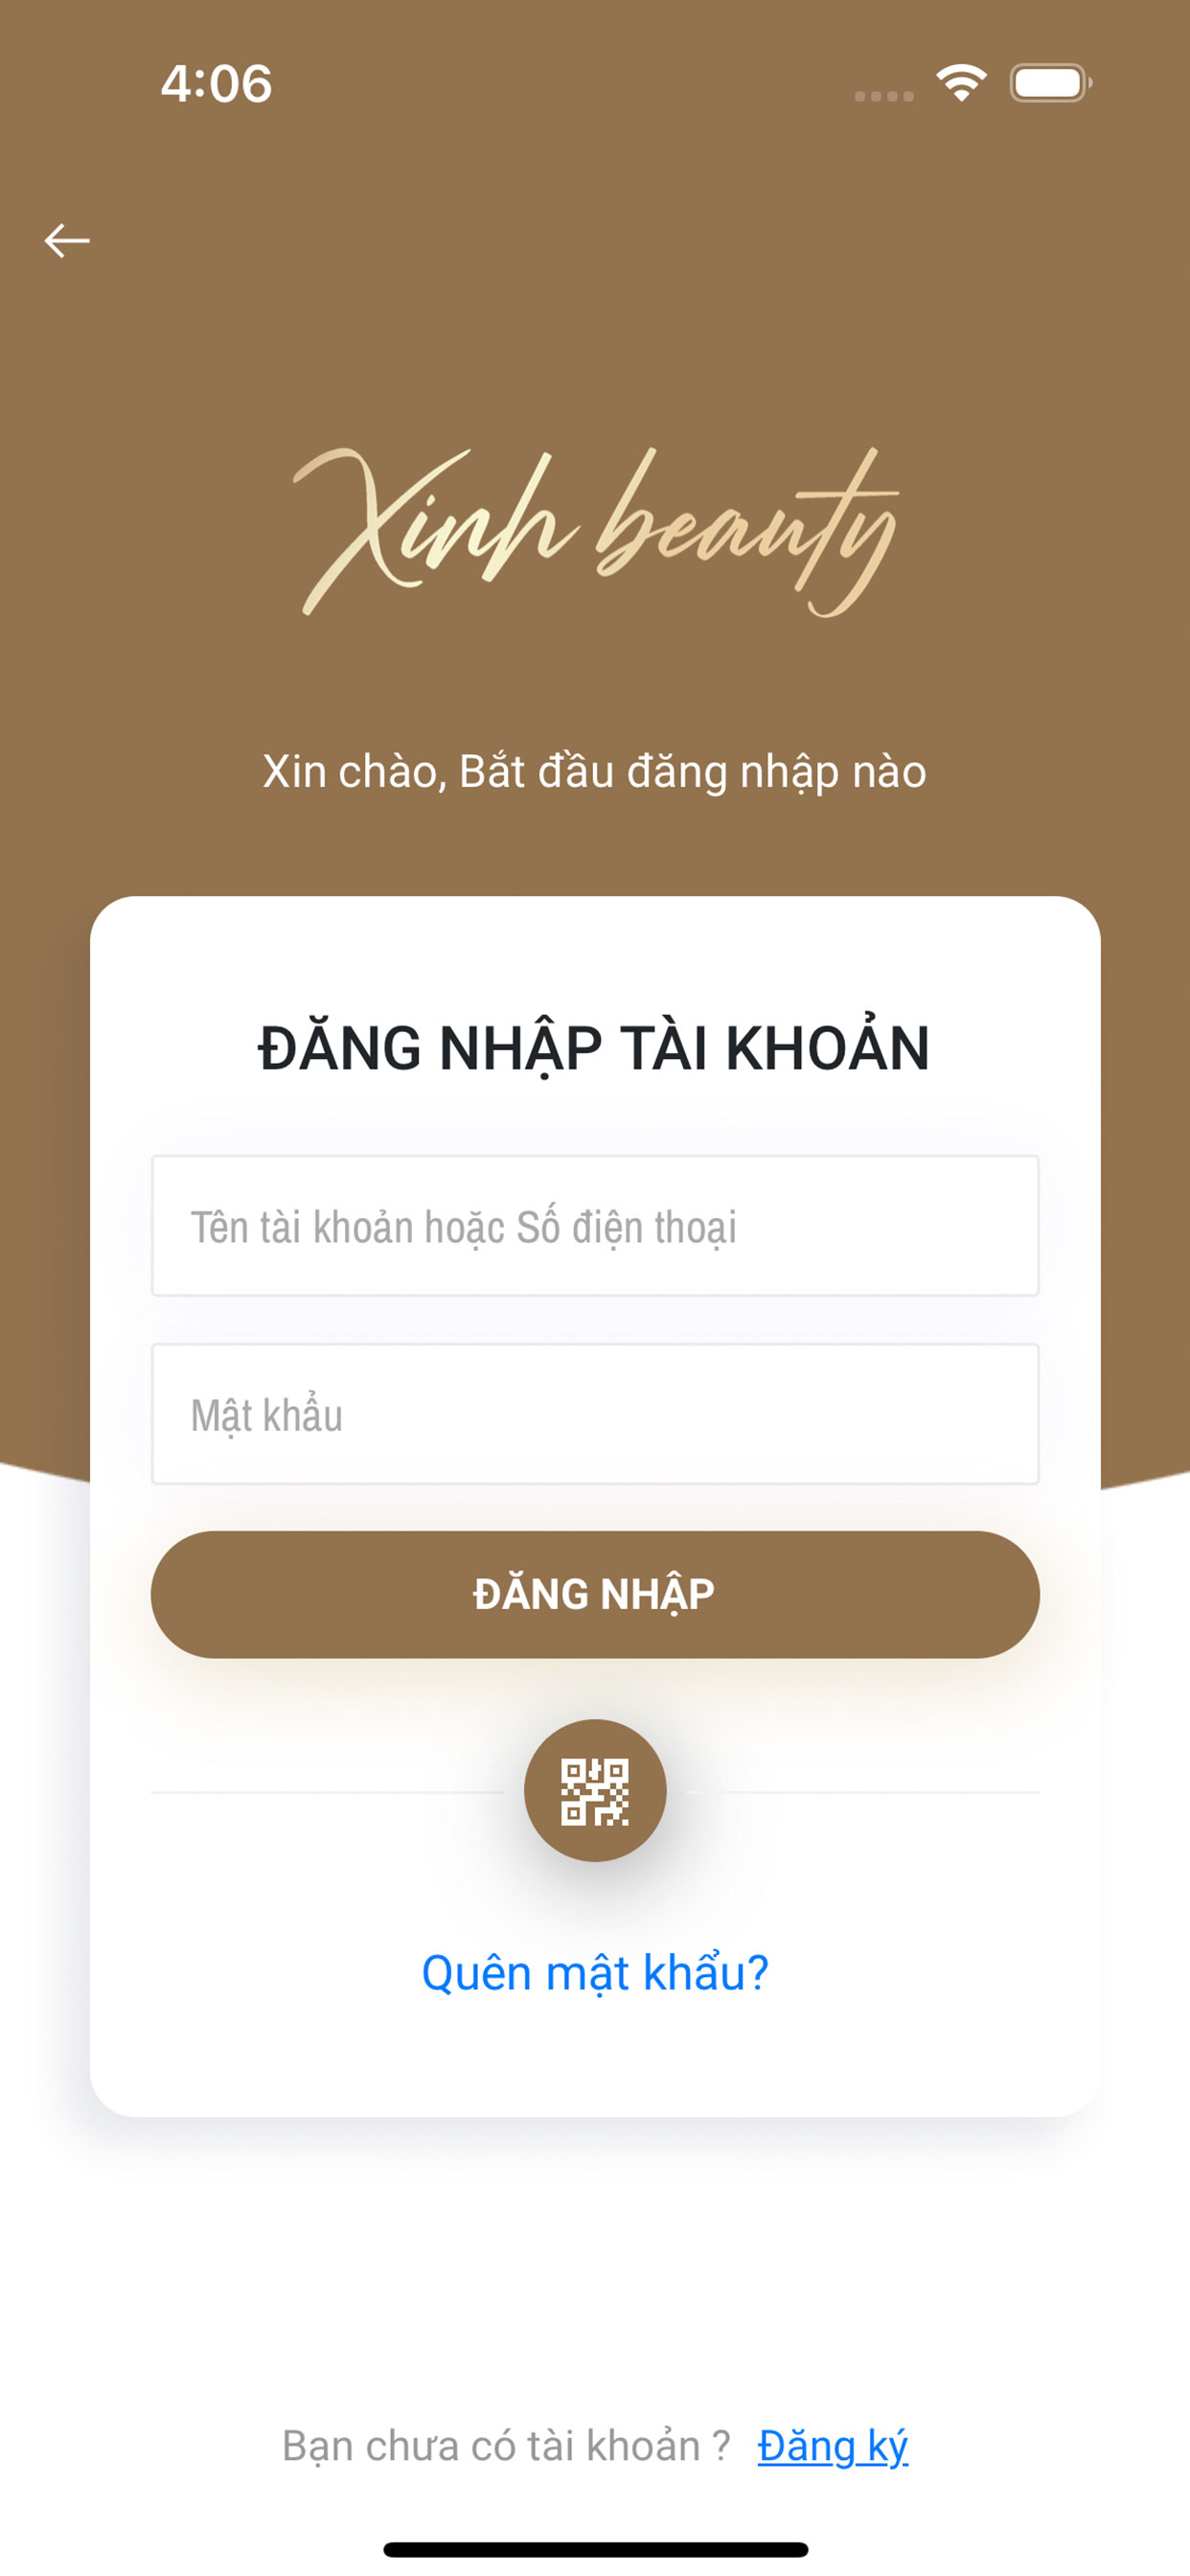 4:06
Xinh beauty
Xin chào, Bắt đầu đăng nhập nào
ĐĂNG NHẬP TÀI KHOẢN
Tên tài khoản hoặc Số điện thoại
Mật khẩu
ĐĂNG NHẬP
Quên mật khẩu?
Bạn chưa có tài khoản ? Đăng ký